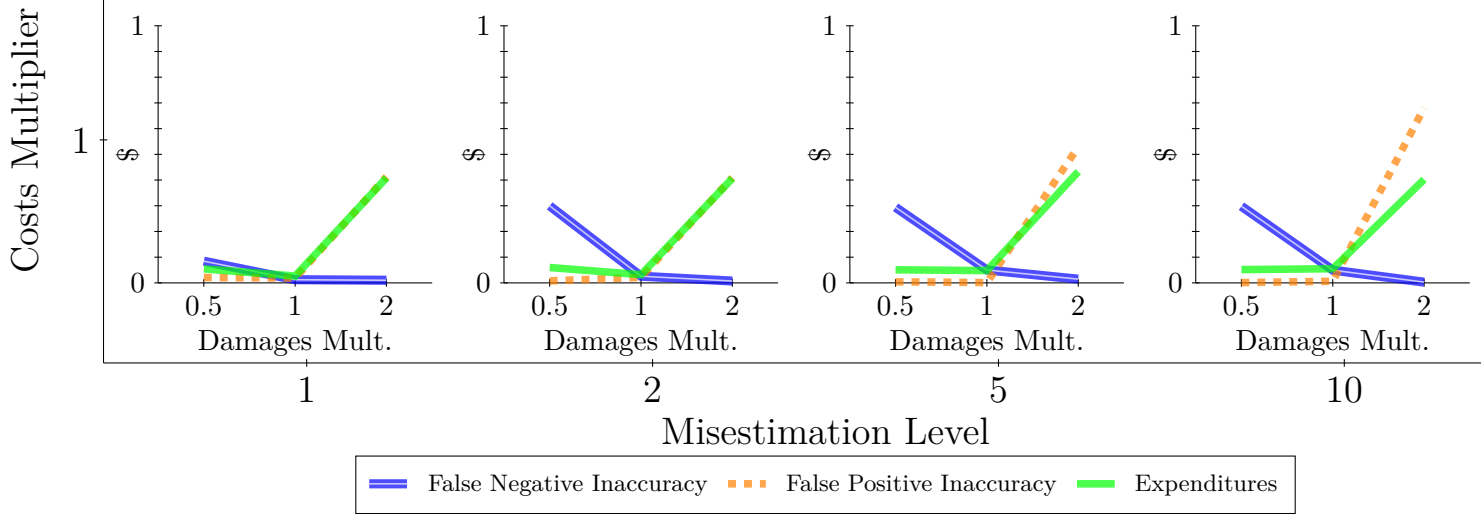 Costs Multiplier
1
1
$
0
0.5 1 2
Damages Mult.
1
$
0
0.5 1 2
Damages Mult.
1
$
0
0.5 1 2
Damages Mult.
1
$
0
0.5 1 2
Damages Mult.
1 2 5 10
Misestimation Level
False Negative Inaccuracy False Positive Inaccuracy Expenditures